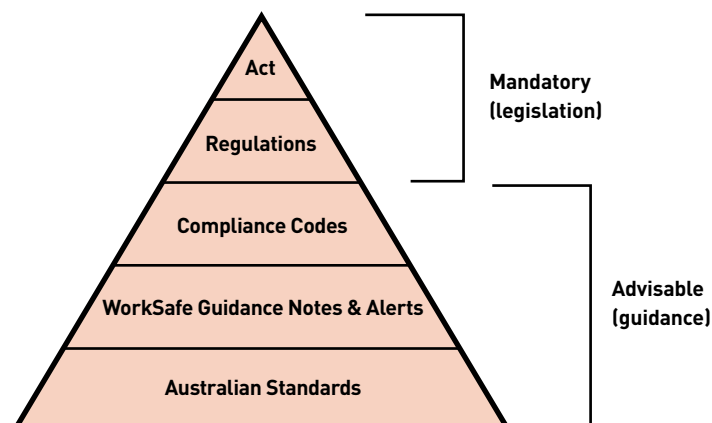 Act
Regulations
Compliance Codes
WorkSafe Guidance Notes & Alerts
Australian Standards
Mandatory
(legislation)
Advisable
(guidance)